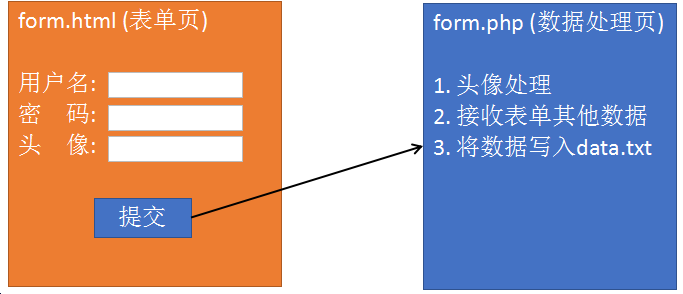 form.html (表单页)
用户名:
密 码:
头 像:
提交
form.php (数据处理页)
1. 头像处理
2. 接收表单其他数据
3. 将数据写入data.txt